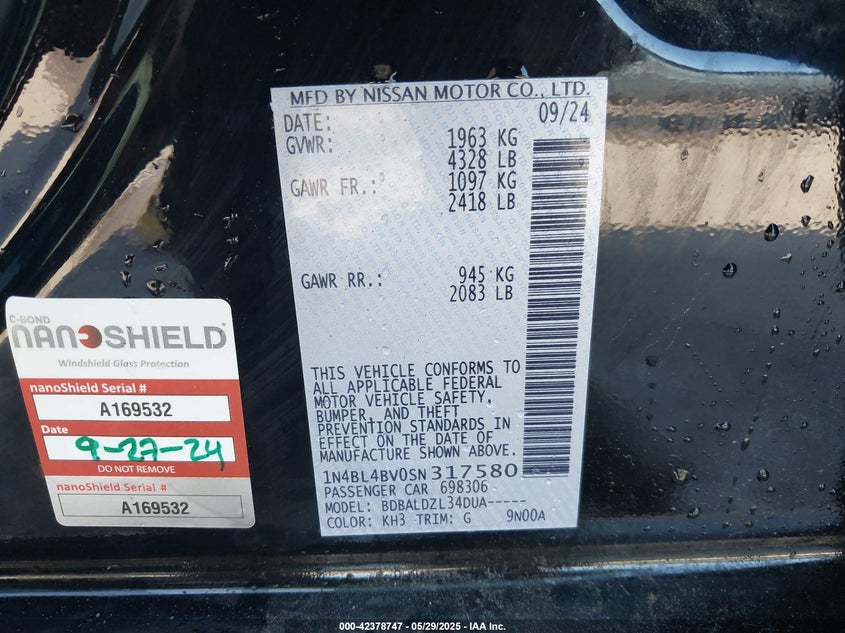 MFD BY NISSAN MOTOR CO., LTD.
DATE: 09/24
GVWR: 1963 KG
4328 LB
GAWR FR.: 1097 KG
2418 LB
GAWR RR.: 945 KG
2083 LB
THIS VEHICLE CONFORMS TO
ALL APPLICABLE FEDERAL
MOTOR VEHICLE SAFETY,
BUMPER, AND THEFT
PREVENTION STANDARDS IN
EFFECT ON THE DATE OF
MANUFACTURE SHOWN ABOVE.
1N4BL4BV0SN317580
PASSENGER CAR 698306
MODEL: BDBALDZL34DUA-----
COLOR: KH3 TRIM: G 9N00A
C-BOND
NANOSHIELD
Windshield Glass Protection
nanoShield Serial #
A169532
Date
9-27-24
DO NOT REMOVE
nanoShield Serial #
A169532
000-42378747 - 05/29/2025 - IAA Inc.